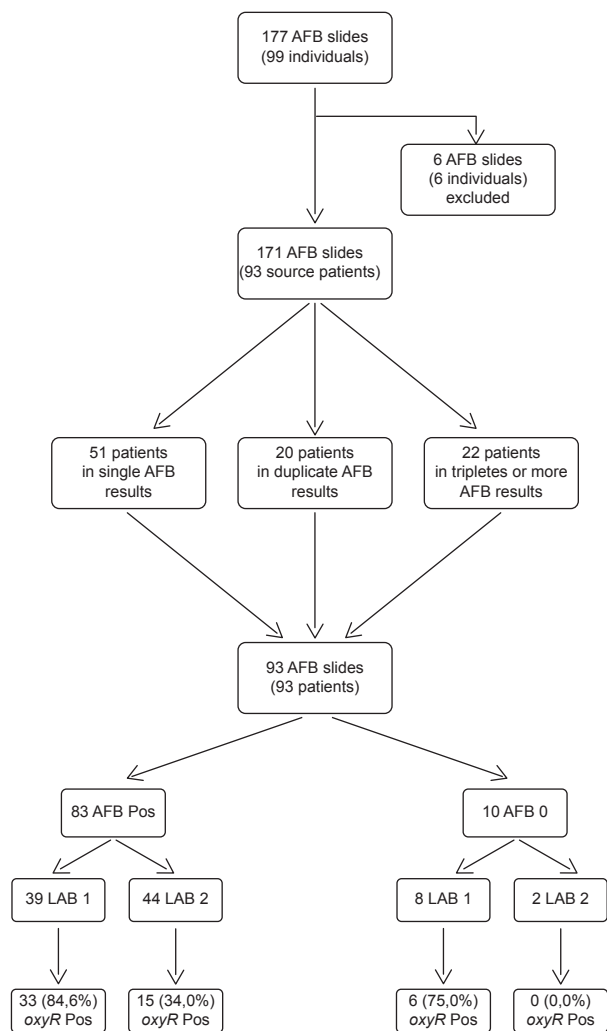 177 AFB slides
(99 individuals)
6 AFB slides
(6 individuals)
excluded
171 AFB slides
(93 source patients)
51 patients
in single AFB
results
20 patients
in duplicate AFB
results
22 patients
in tripletes or more
AFB results
93 AFB slides
(93 patients)
83 AFB Pos
10 AFB 0
39 LAB 1
44 LAB 2
8 LAB 1
2 LAB 2
33 (84,6%)
oxyR Pos
15 (34,0%)
oxyR Pos
6 (75,0%)
oxyR Pos
0 (0,0%)
oxyR Pos